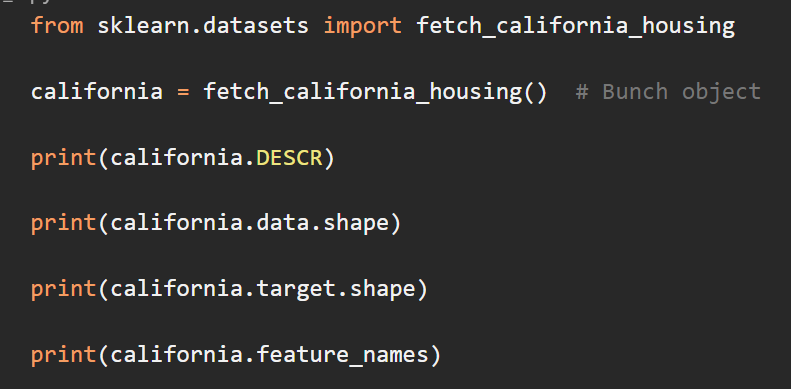 from sklearn.datasets import fetch_california_housing
california = fetch_california_housing()  # Bunch object
print(california.DESCR)
print(california.data.shape)
print(california.target.shape)
print(california.feature_names)